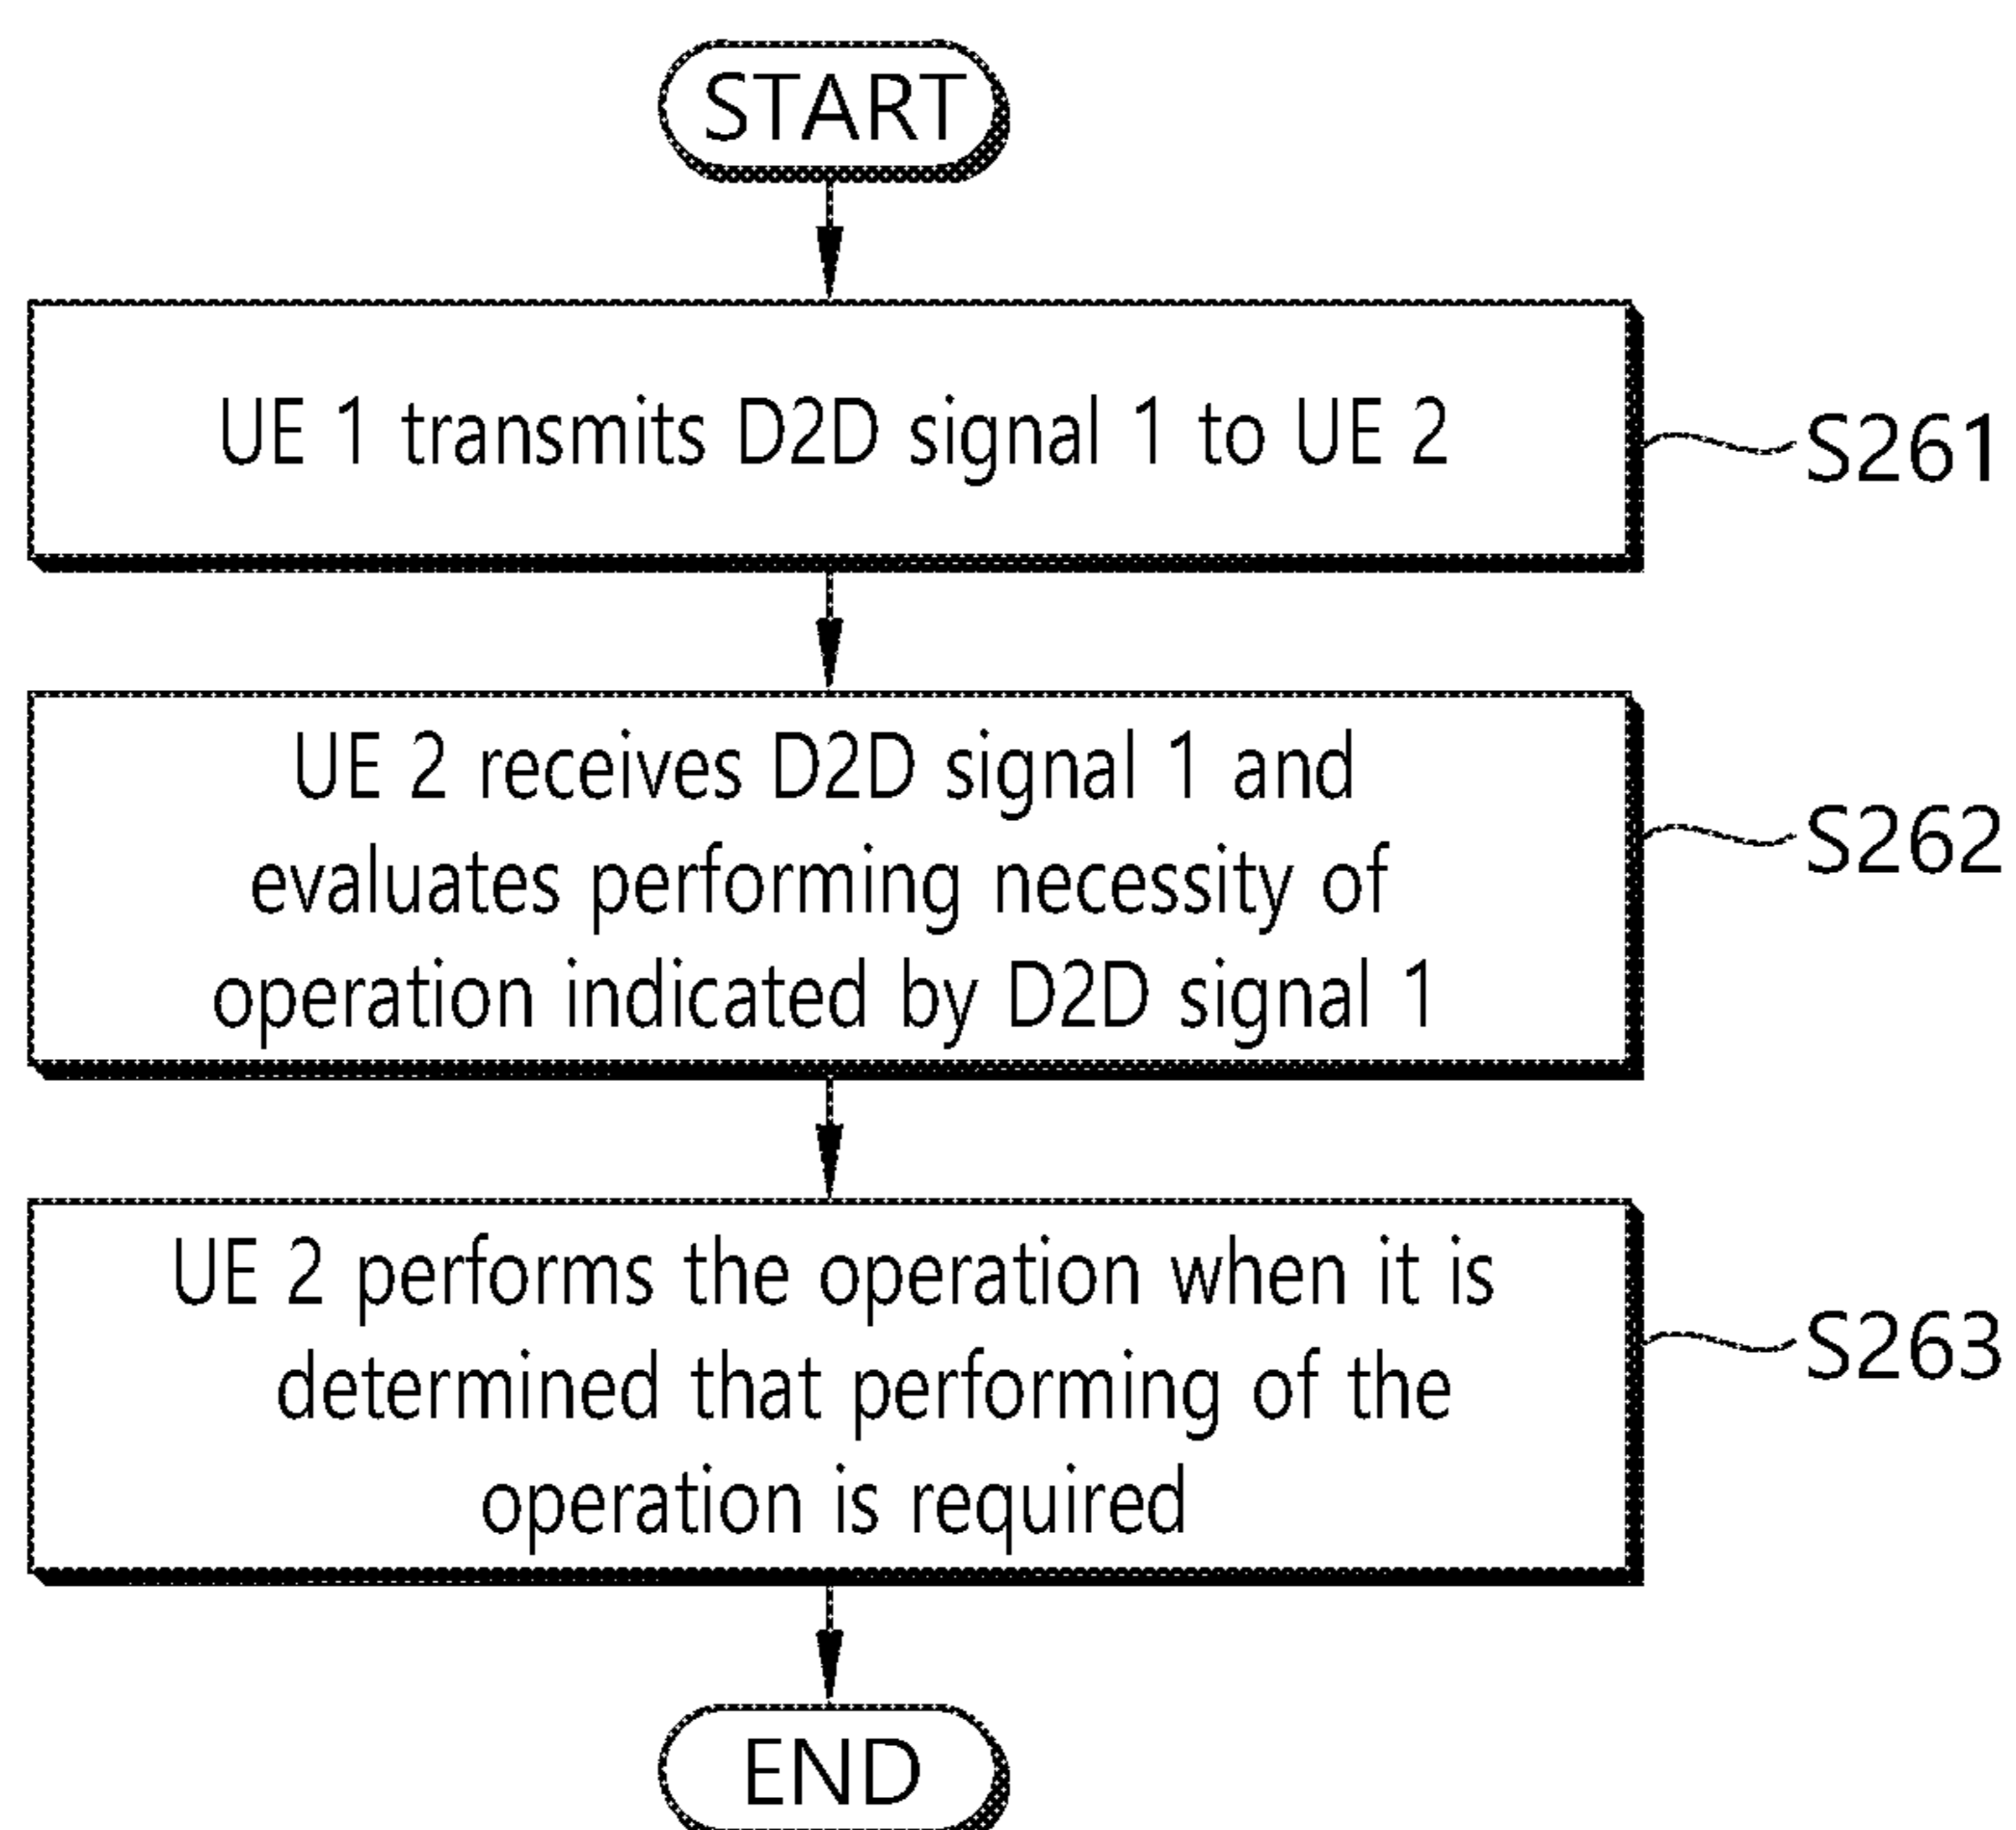 START
UE 1 transmits D2D signal 1 to UE 2
S261
UE 2 receives D2D signal 1 and
evaluates performing necessity of
operation indicated by D2D signal 1
S262
UE 2 performs the operation when it is
determined that performing of the
operation is required
S263
END